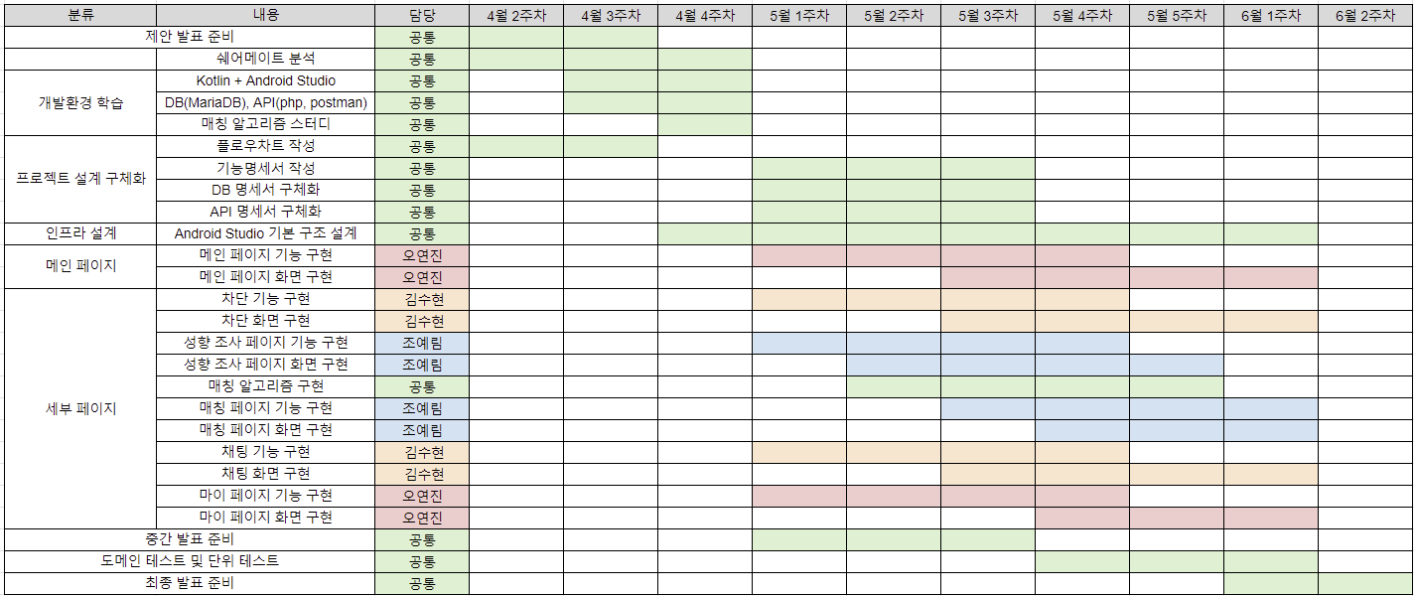 분류 내용 담당 4월 2주차 4월 3주차 4월 4주차 5월 1주차 5월 2주차 5월 3주차 5월 4주차 5월 5주차 6월 1주차 6월 2주차
제안 발표 준비 공통
쉐어메이트 분석 공통
개발환경 학습 Kotlin + Android Studio 공통
DB(MariaDB), API(php, postman) 공통
매칭 알고리즘 스터디 공통
프로젝트 설계 구체화 플로우차트 작성 공통
기능명세서 작성 공통
DB 명세서 구체화 공통
API 명세서 구체화 공통
인프라 설계 Android Studio 기본 구조 설계 공통
메인 페이지 메인 페이지 기능 구현 오연진
메인 페이지 화면 구현 오연진
세부 페이지 차단 기능 구현 김수현
차단 화면 구현 김수현
성향 조사 페이지 기능 구현 조예림
성향 조사 페이지 화면 구현 조예림
매칭 알고리즘 구현 공통
매칭 페이지 기능 구현 조예림
매칭 페이지 화면 구현 조예림
채팅 기능 구현 김수현
채팅 화면 구현 김수현
마이 페이지 기능 구현 오연진
마이 페이지 화면 구현 오연진
중간 발표 준비 공통
도메인 테스트 및 단위 테스트 공통
최종 발표 준비 공통